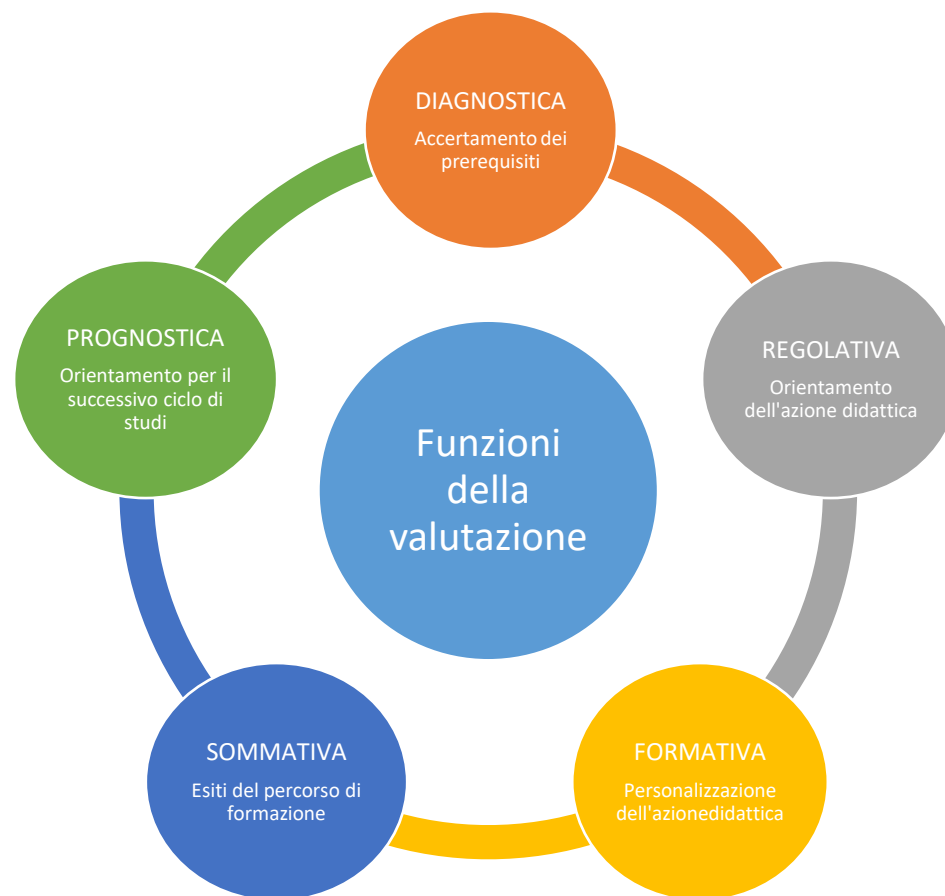 DIAGNOSTICA
Accertamento dei
prerequisiti
REGOLATIVA
Orientamento
dell'azione didattica
FORMATIVA
Personalizzazione
dell'azionedidattica
SOMMATIVA
Esiti del percorso di
formazione
PROGNOSTICA
Orientamento per il
successivo ciclo di
studi
Funzioni
della
valutazione